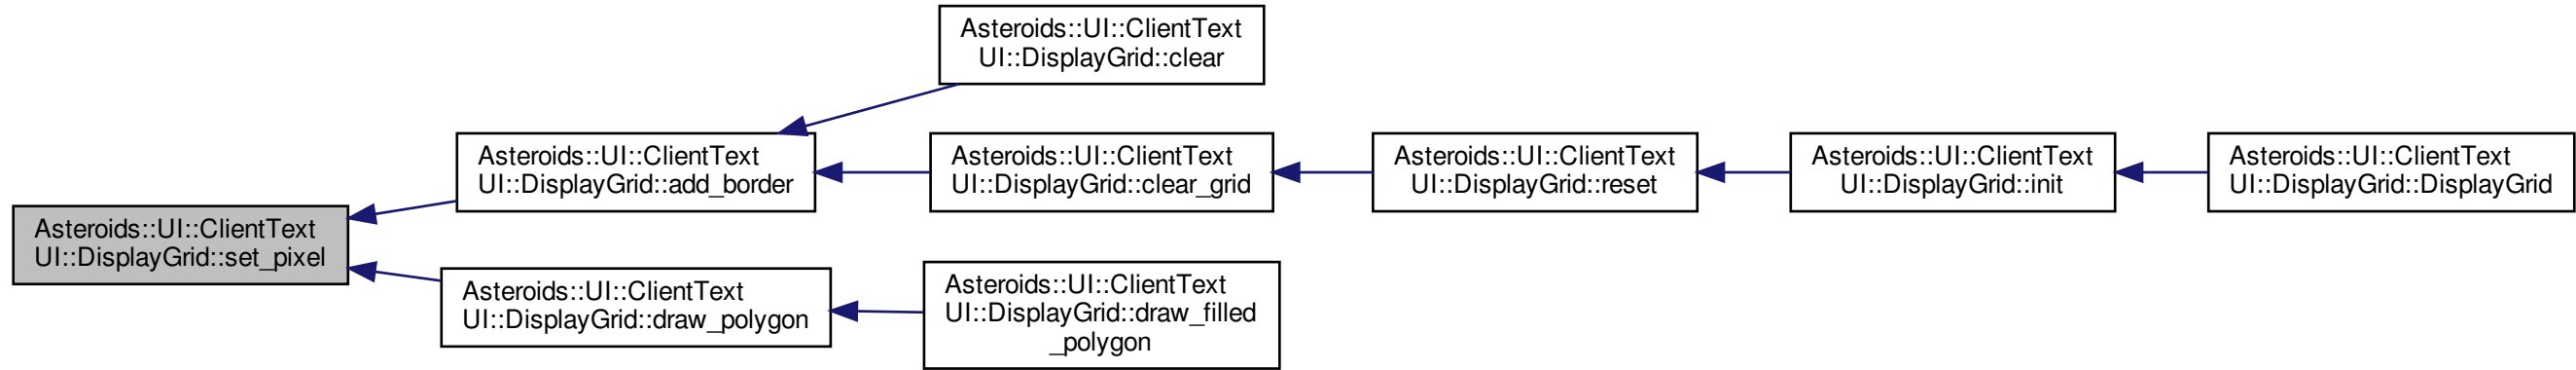 Asteroids::UI::ClientText
UI::DisplayGrid::clear
Asteroids::UI::ClientText
UI::DisplayGrid::add_border
Asteroids::UI::ClientText
UI::DisplayGrid::clear_grid
Asteroids::UI::ClientText
UI::DisplayGrid::reset
Asteroids::UI::ClientText
UI::DisplayGrid::init
Asteroids::UI::ClientText
UI::DisplayGrid::DisplayGrid
Asteroids::UI::ClientText
UI::DisplayGrid::set_pixel
Asteroids::UI::ClientText
UI::DisplayGrid::draw_polygon
Asteroids::UI::ClientText
UI::DisplayGrid::draw_filled
_polygon